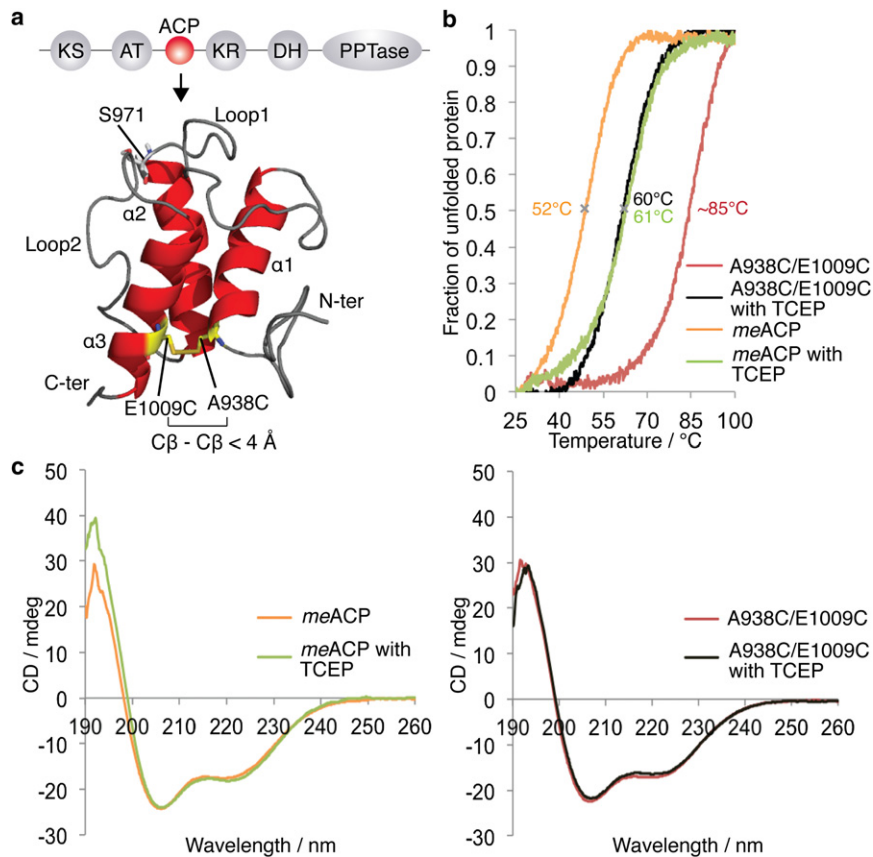 a
ACP
KS
AT
KR
DH
PPTase
S971
Loop1
α2
Loop2
α1
N-ter
α3
C-ter
E1009C
A938C
Cβ - Cβ < 4 Å
b
Fraction of unfolded protein
1
0.9
0.8
0.7
0.6
0.5
0.4
0.3
0.2
0.1
0
52°C
60°C
61°C
~85°C
A938C/E1009C
A938C/E1009C
with TCEP
meACP
meACP with
TCEP
25 40 55 70 85 100
Temperature / °C
c
CD / mdeg
50
40
30
20
10
0
-10
-20
-30
190 200 210 220 230 240 250 260
meACP
meACP with
TCEP
Wavelength / nm
CD / mdeg
50
40
30
20
10
0
-10
-20
-30
190 200 210 220 230 240 250 260
A938C/E1009C
A938C/E1009C
with TCEP
Wavelength / nm